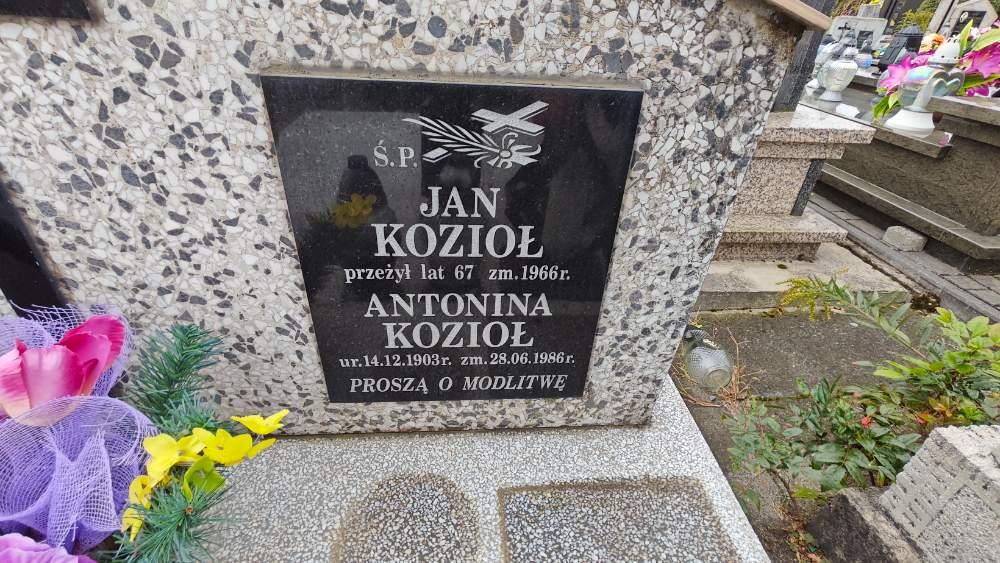 Ś.P.
JAN
KOZIOŁ
przeżył lat 67 zm. 1966 r.
ANTONINA
KOZIOŁ
ur. 14.12.1903 r. zm. 28.06.1986 r.
PROSZĄ O MODLITWĘ